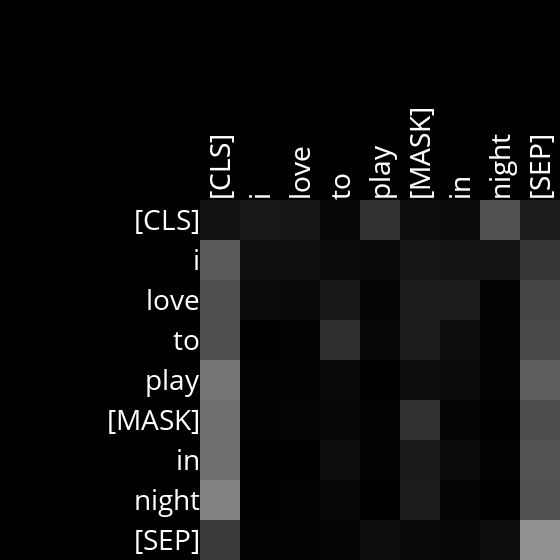 [CLS] i love to play [MASK] in night [SEP]
[CLS]
i
love
to
play
[MASK]
in
night
[SEP]